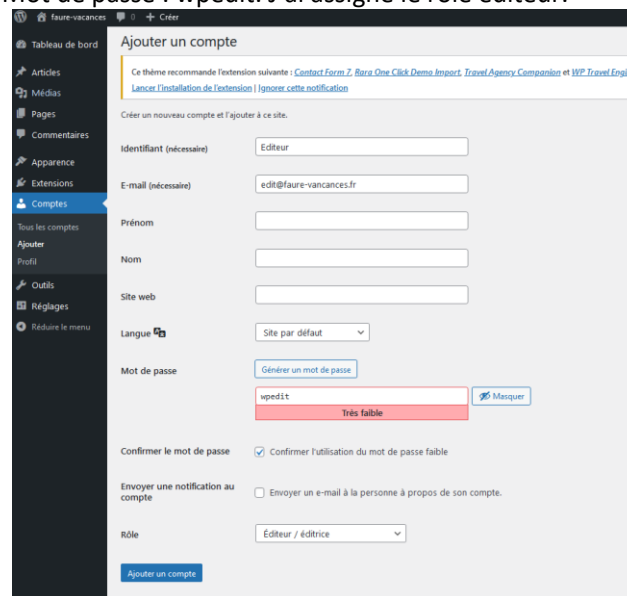 Mot de passe : wpedit. J'ai assigné le rôle éditeur.
faure-vacances 0 + Créer
Tableau de bord
Articles
Médias
Pages
Commentaires
Apparence
Extensions
Comptes
Tous les comptes
Ajouter
Profil
Outils
Réglages
Réduire le menu
Ajouter un compte
Ce thème recommande l'extension suivante : Contact Form 7, Rara One Click Demo Import, Travel Agency Companion et WP Travel Engi
Lancer l'installation de l'extension | Ignorer cette notification
Créer un nouveau compte et l'ajouter à ce site.
Identifiant (nécessaire) Editeur
E-mail (nécessaire) edit@faure-vancances.fr
Prénom
Nom
Site web
Langue Site par défaut
Mot de passe Générer un mot de passe
wpedit Masquer
Très faible
Confirmer le mot de passe Confirmer l'utilisation du mot de passe faible
Envoyer une notification au
compte Envoyer un e-mail à la personne à propos de son compte.
Rôle Éditeur / éditrice
Ajouter un compte